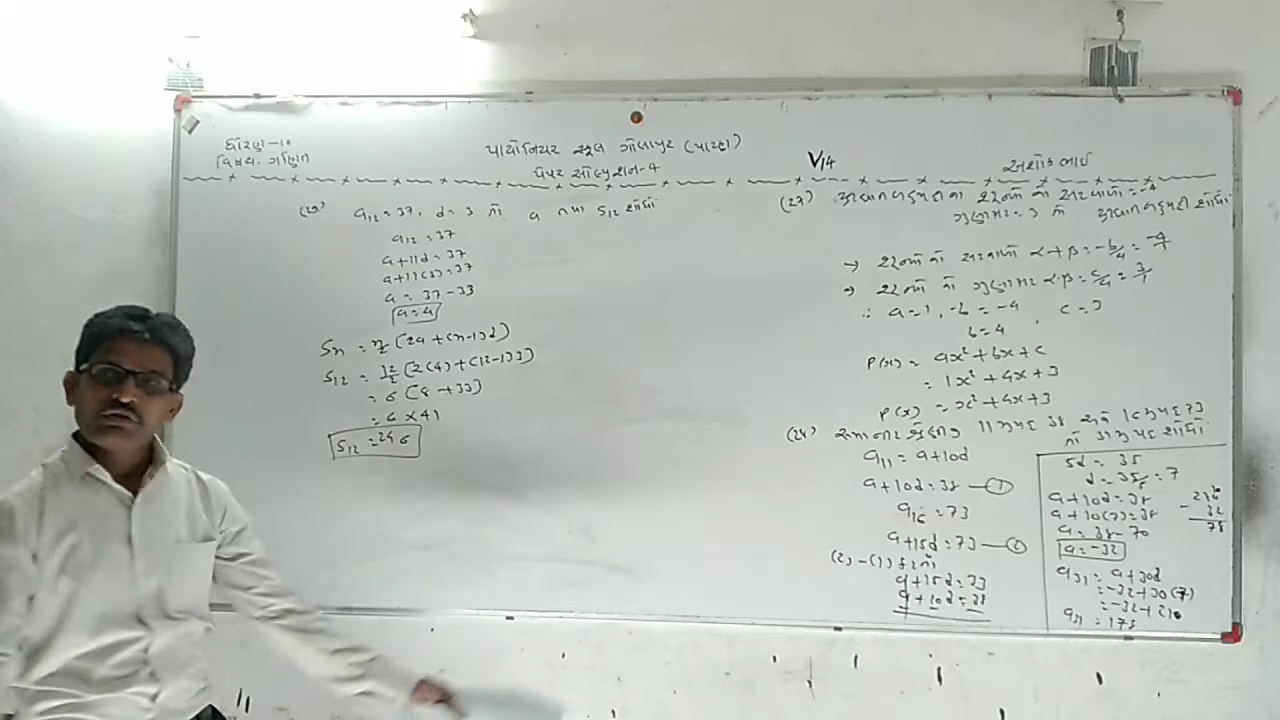 ધોરણ-૧૦
વિષય: ગણિત
પાયોનિયર સ્કૂલ ગોલાપુર (પાટણ)
પેપર સોલ્યુશન-4
V14
અશોકભાઈ
a12 = 37, d = 3 તો a તથા S12 શોધો
a12 = 37
a+11d = 37
a+11(3) = 37
a = 37-33
a=4
Sn = n/2 (2a+(n-1)d)
S12 = 12/2 [2(4)+(12-1)3]
= 6 [8+33]
= 6 × 41
S12 = 246
(27) દ્વિઘાત બહુપદીના શૂન્યોનો સરવાળો = -4
ગુણાકાર = 3 તો દ્વિઘાત બહુપદી શોધો
→ શૂન્યોનો સરવાળો α+β = -b/a = -4/1
→ શૂન્યોનો ગુણાકાર α·β = c/a = 3/1
∴ a=1, -b = -4, c=3
b=4
P(x) = ax²+bx+c
= 1x²+4x+3
P(x) = x²+4x+3
(28) સમાંતર શ્રેણીનું 11મુ પદ 38 અને 16મુ પદ 73
તો 31મુ પદ શોધો
a11 = a+10d
a+10d = 38 —①
a16 = 73
a+15d = 73 —②
(2)-(1) કરતાં
a+15d = 73
a+10d = 38
5d = 35
d = 35/5 = 7
a+10d = 38
a+10(7) = 38
a = 38-70
a = -32
a31 = a+30d
= -32+30(7)
= -32+210
a31 = 178
- 32
78